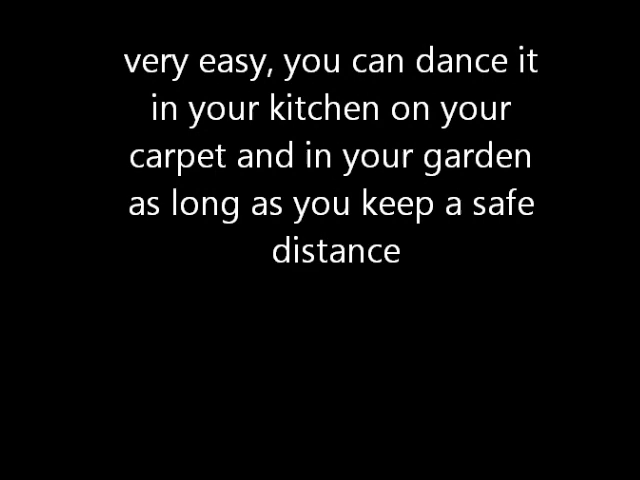 very easy, you can dance it
in your kitchen on your
carpet and in your garden
as long as you keep a safe
distance